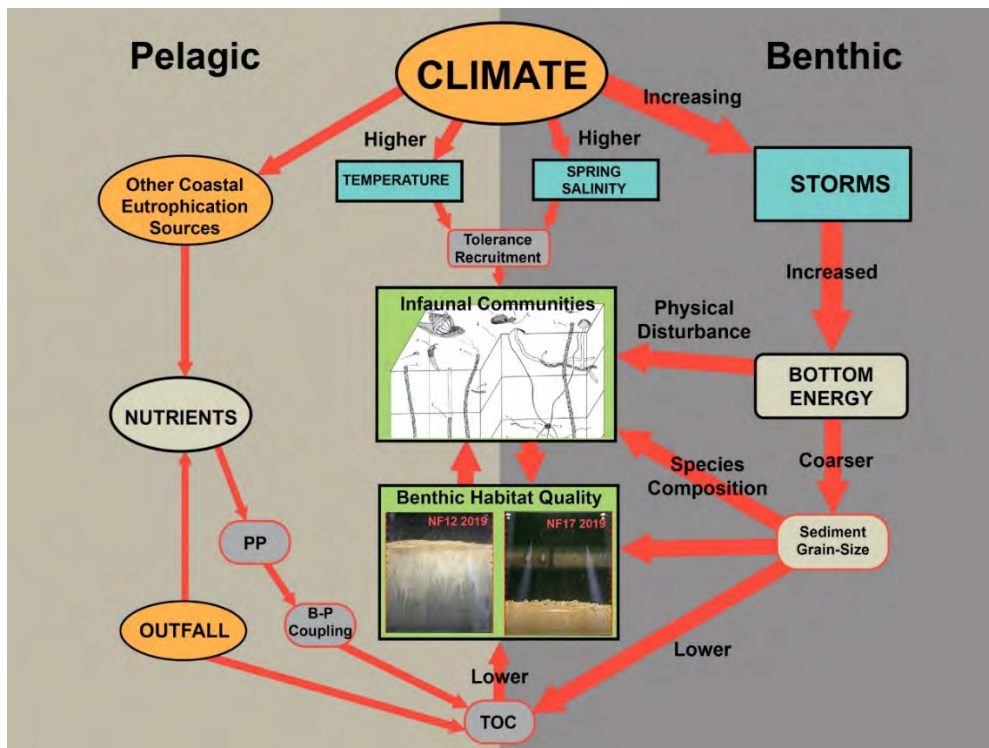 Pelagic
Benthic
CLIMATE
Increasing
Higher
Higher
TEMPERATURE
SPRING
SALINITY
STORMS
Other Coastal
Eutrophication
Sources
Tolerance
Recruitment
Increased
Infaunal Communities
Physical
Disturbance
BOTTOM
ENERGY
NUTRIENTS
Species
Composition
Coarser
Benthic Habitat Quality
NF12 2019
NF17 2019
Sediment
Grain-Size
PP
B-P
Coupling
OUTFALL
Lower
Lower
TOC